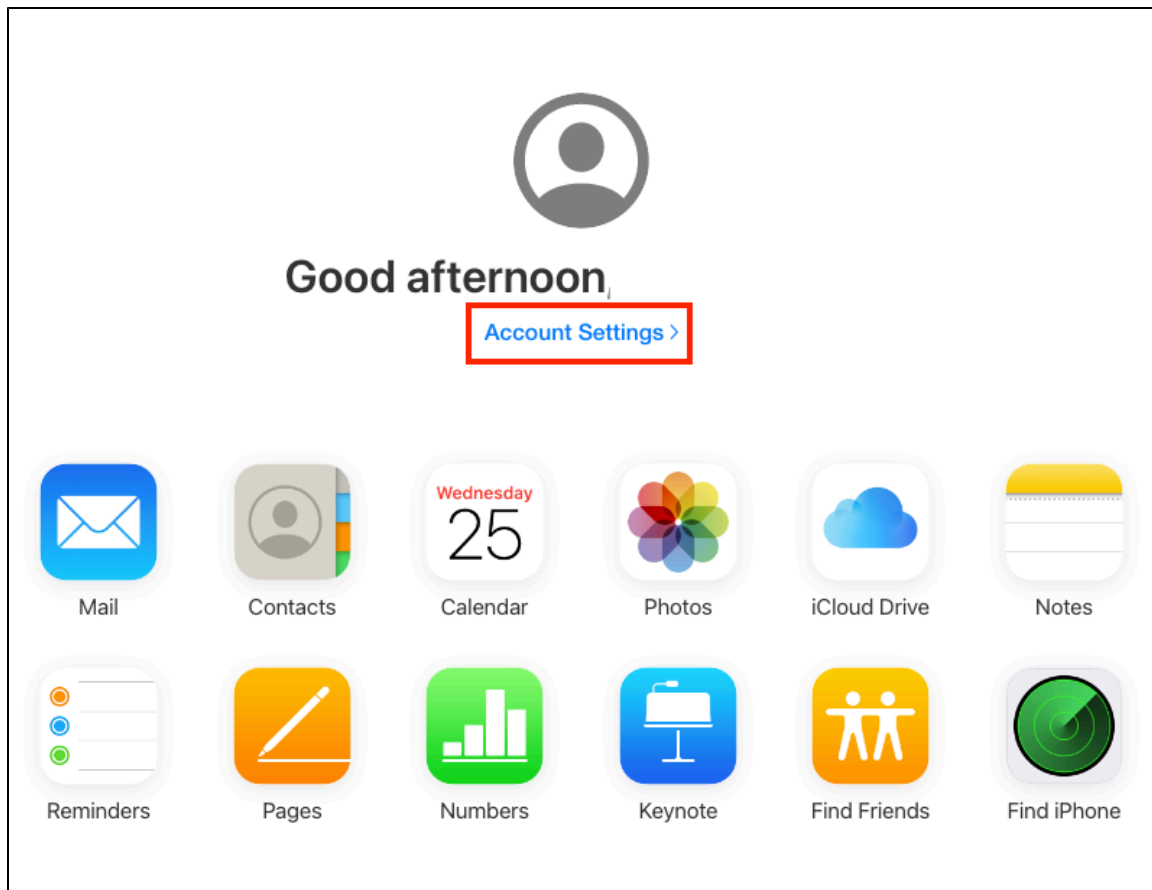 Good afternoon,
Account Settings >
Wednesday
25
Mail
Contacts
Calendar
Photos
iCloud Drive
Notes
Reminders
Pages
Numbers
Keynote
Find Friends
Find iPhone